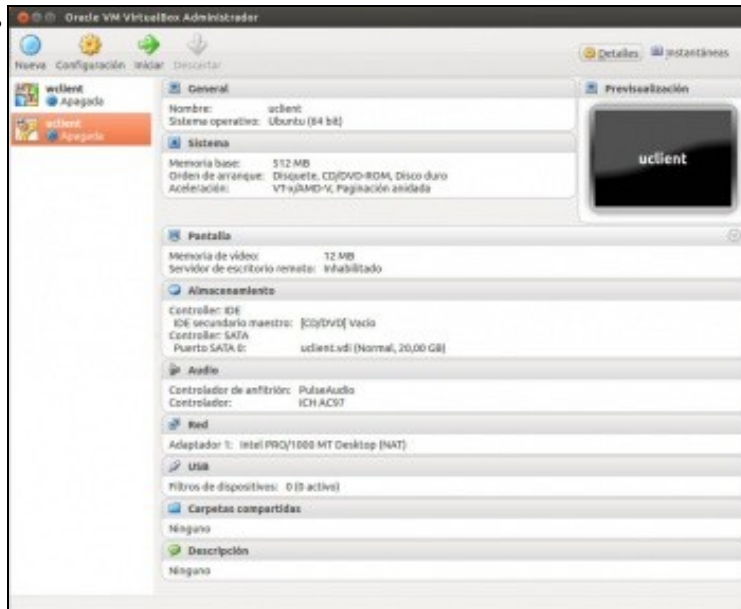 Oracle VM VirtualBox Administrador
Nueva Configuración Iniciar Descartar
Detalles Instantáneas
wclient
Apagada
uclient
Apagada
General
Nombre: uclient
Sistema operativo: Ubuntu (64 bit)
Previsualización
uclient
Sistema
Memoria base: 512 MB
Orden de arranque: Disquete, CD/DVD-ROM, Disco duro
Aceleración: VT-x/AMD-V, Paginación anidada
Pantalla
Memoria de vídeo: 12 MB
Servidor de escritorio remoto: Inhabilitado
Almacenamiento
Controller: IDE
IDE secundario maestro: [CD/DVD] Vacío
Controller: SATA
Puerto SATA 0: uclient.vdi (Normal, 20,00 GB)
Audio
Controlador de anfitrión: PulseAudio
Controlador: ICH AC97
Red
Adaptador 1: Intel PRO/1000 MT Desktop (NAT)
USB
Filtros de dispositivos: 0 (0 activo)
Carpetas compartidas
Ninguno
Descripción
Ninguno